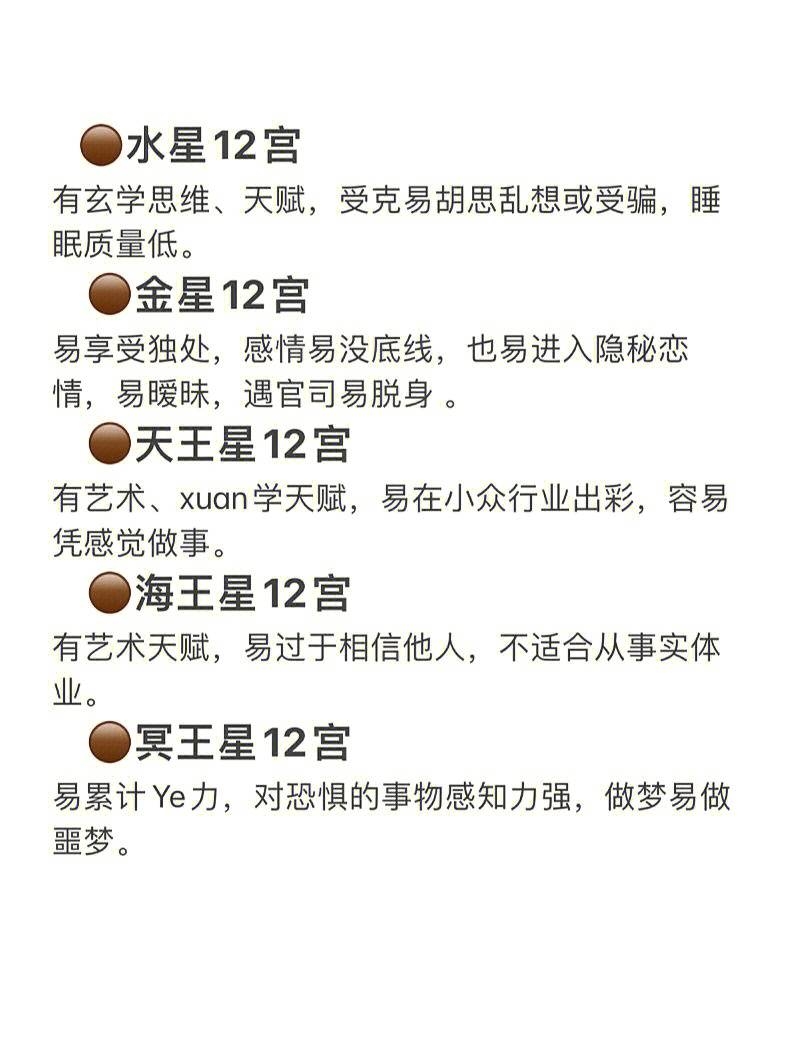 🟤水星12宫
有玄学思维、天赋，受克易胡思乱想或受骗，睡
眠质量低。
🟤金星12宫
易享受独处，感情易没底线，也易进入隐秘恋
情，易暧昧，遇官司易脱身 。
🟤天王星12宫
有艺术、xuan学天赋，易在小众行业出彩，容易
凭感觉做事。
🟤海王星12宫
有艺术天赋，易过于相信他人，不适合从事实体
业。
🟤冥王星12宫
易累计Ye力，对恐惧的事物感知力强，做梦易做
噩梦。